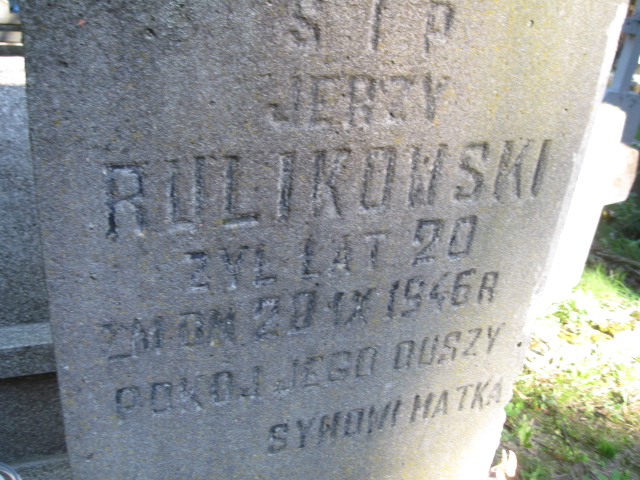 S I P
JERZY
RULIKOWSKI
ŻYŁ LAT 20
ZM DN 20 IX 1946 R
POKÓJ JEGO DUSZY
SYNOWI MATKA